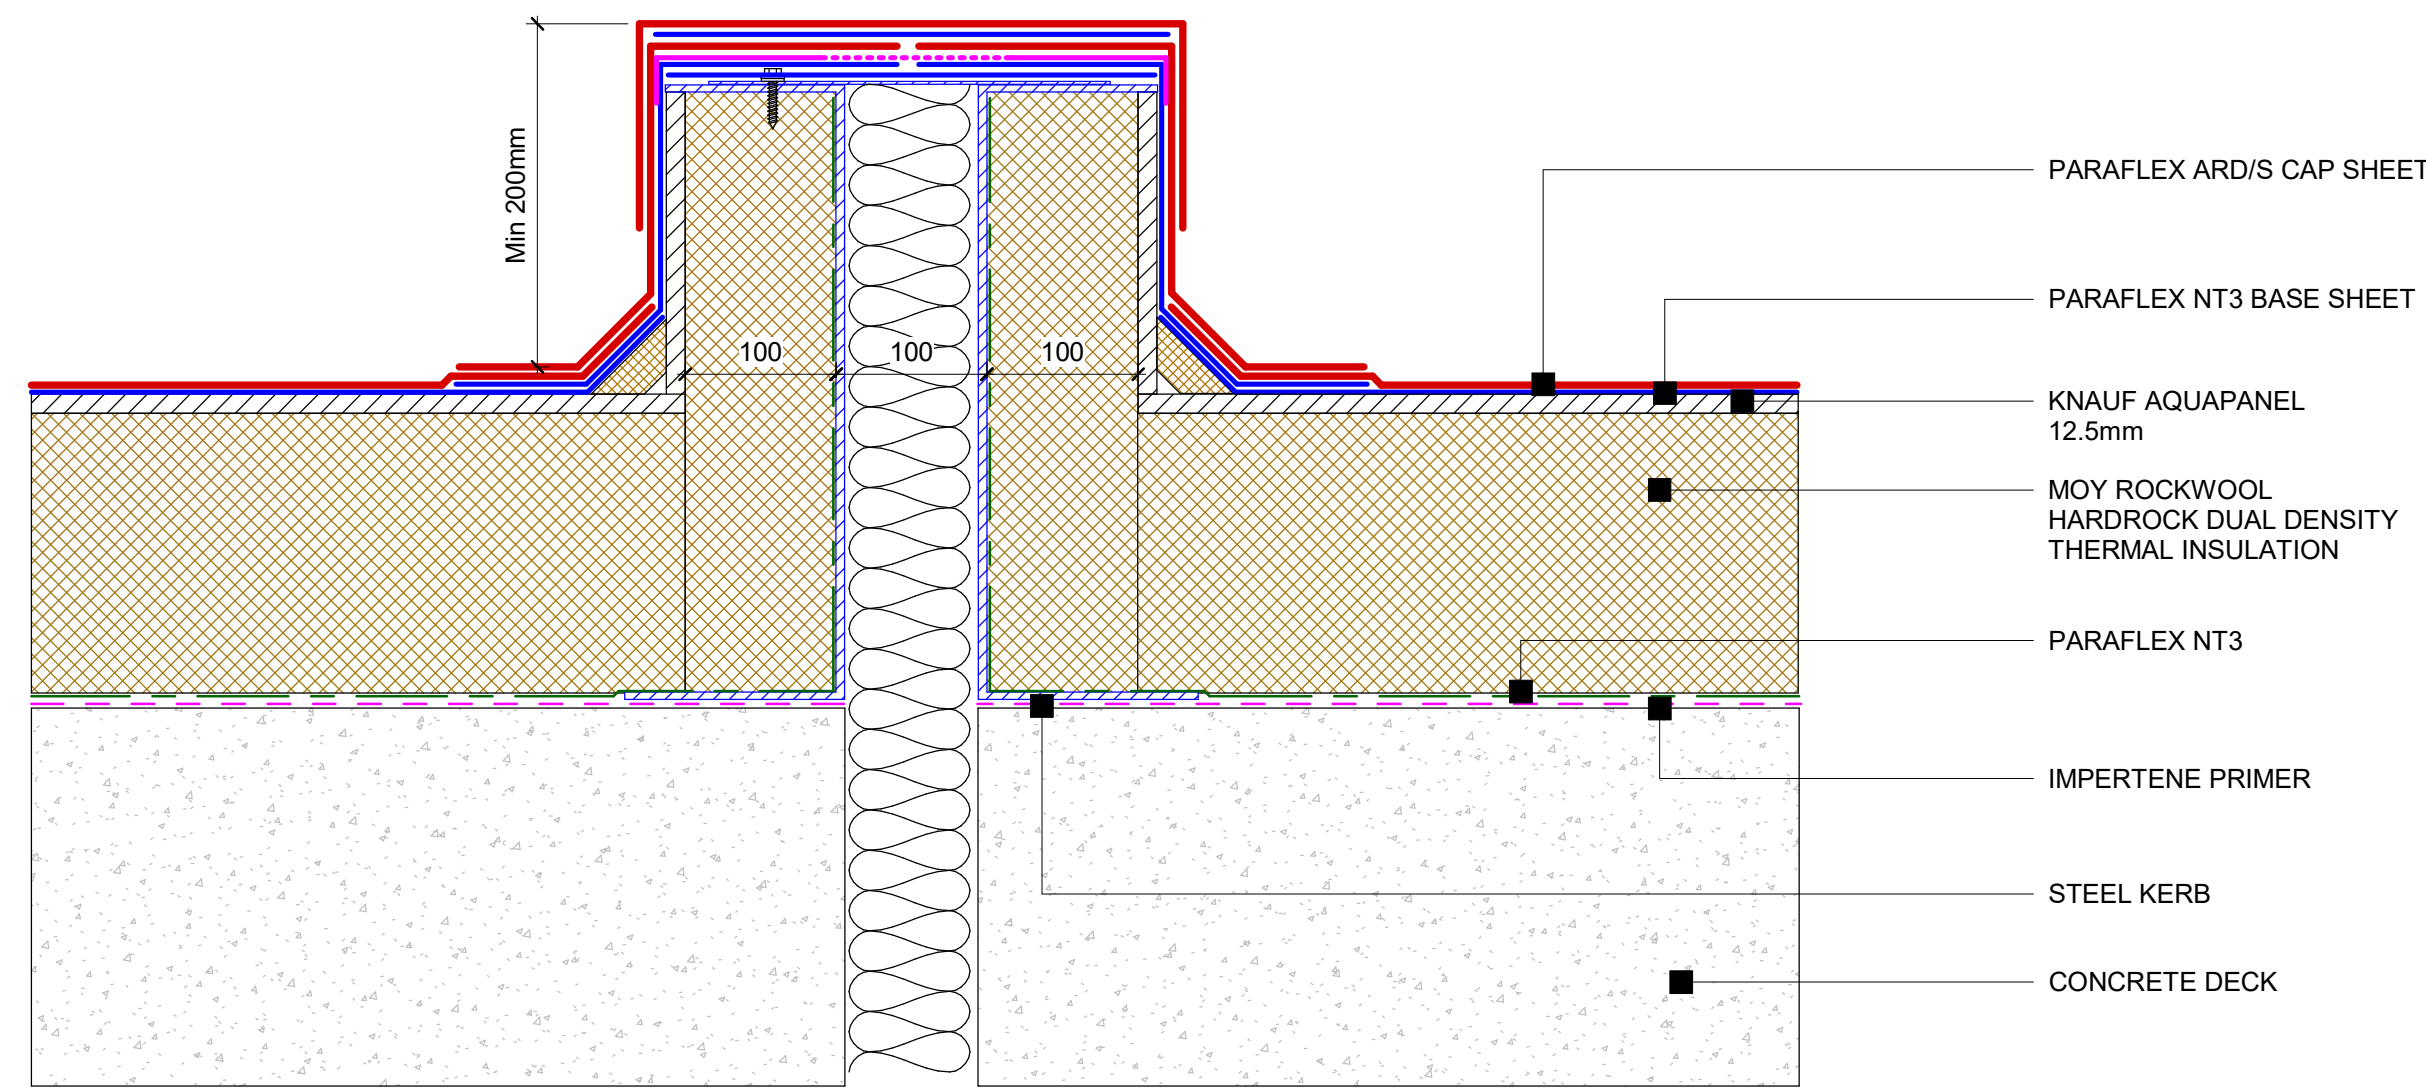 Min 200mm
100
100
100
PARAFLEX ARD/S CAP SHEET
PARAFLEX NT3 BASE SHEET
KNAUF AQUAPANEL
12.5mm
MOY ROCKWOOL
HARDROCK DUAL DENSITY
THERMAL INSULATION
PARAFLEX NT3
IMPERTENE PRIMER
STEEL KERB
CONCRETE DECK